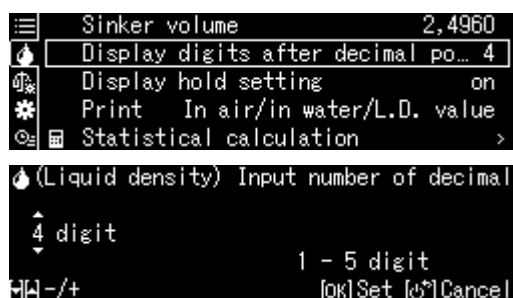 Sinker volume 2,4960
Display digits after decimal po… 4
Display hold setting on
Print In air/in water/L.D. value
Statistical calculation >
(Liquid density) Input number of decimal
4 digit
1 - 5 digit
-/+ [OK]Set Cancel